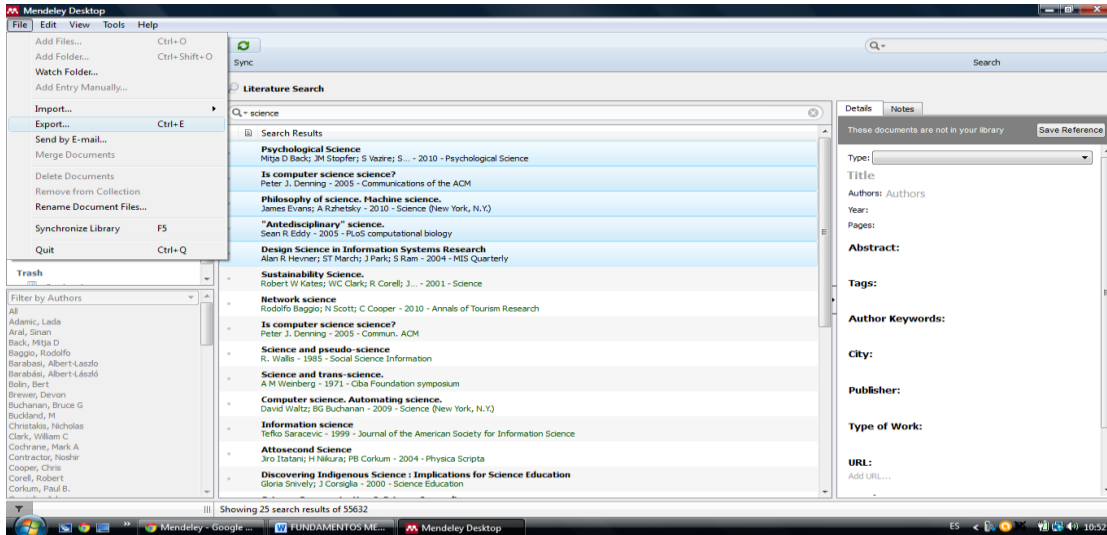 Mendeley Desktop
File Edit View Tools Help
Add Files... Ctrl+O
Add Folder... Ctrl+Shift+O
Watch Folder...
Add Entry Manually...
Import...
Export... Ctrl+E
Send by E-mail...
Merge Documents
Delete Documents
Remove from Collection
Rename Document Files...
Synchronize Library F5
Quit Ctrl+Q
Sync
Search
Literature Search
science
Search Results
Psychological Science
Mitja D Back; JM Stopfer; S Vazire; S... - 2010 - Psychological Science
Is computer science science?
Peter J. Denning - 2005 - Communications of the ACM
Philosophy of science. Machine science.
James Evans; A Rzhetsky - 2010 - Science (New York, N.Y.)
"Antedisciplinary" science.
Sean R Eddy - 2005 - PLoS computational biology
Design Science in Information Systems Research
Alan R Hevner; ST March; J Park; S Ram - 2004 - MIS Quarterly
Sustainability Science.
Robert W Kates; WC Clark; R Corell; J... - 2001 - Science
Network science
Rodolfo Baggio; N Scott; C Cooper - 2010 - Annals of Tourism Research
Is computer science science?
Peter J. Denning - 2005 - Commun. ACM
Science and pseudo-science
R. Wallis - 1985 - Social Science Information
Science and trans-science.
A M Weinberg - 1971 - Ciba Foundation symposium
Computer science. Automating science.
David Waltz; BG Buchanan - 2009 - Science (New York, N.Y.)
Information science
Tefko Saracevic - 1999 - Journal of the American Society for Information Science
Attosecond Science
Jiro Itatani; H Niikura; PB Corkum - 2004 - Physica Scripta
Discovering Indigenous Science : Implications for Science Education
Gloria Snively; J Corsiglia - 2000 - Science Education
Showing 25 search results of 55632
Trash
Filter by Authors
All
Adamic, Lada
Aral, Sinan
Back, Mitja D
Baggio, Rodolfo
Barabasi, Albert-Laszlo
Barabási, Albert-László
Bolin, Bert
Brewer, Devon
Buchanan, Bruce G
Buckland, M
Christakis, Nicholas
Clark, William C
Cochrane, Mark A
Contractor, Noshir
Cooper, Chris
Corell, Robert
Corkum, Paul B.
Details Notes
These documents are not in your library Save Reference
Type:
Title
Authors: Authors
Year:
Pages:
Abstract:
Tags:
Author Keywords:
City:
Publisher:
Type of Work:
URL:
Add URL...
Mendeley - Google ... FUNDAMENTOS ME... Mendeley Desktop ES 10:52